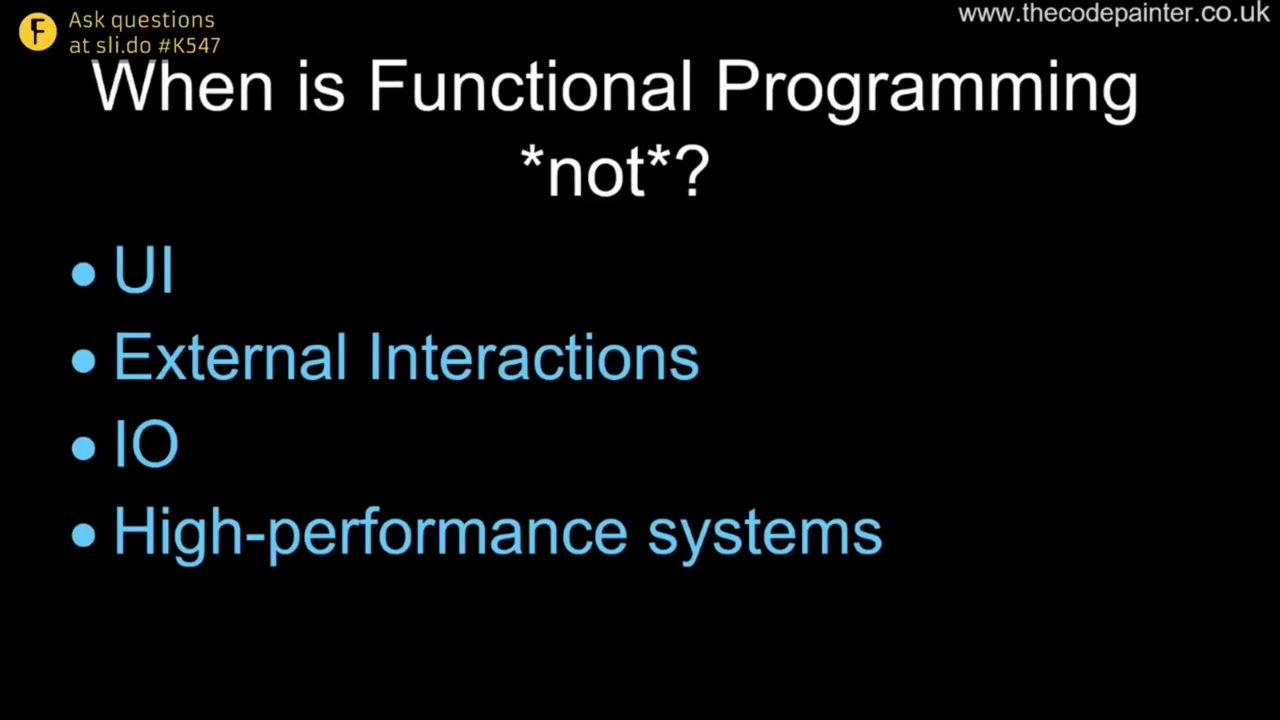 www.thecodepainter.co.uk
F
Ask questions
at sli.do #K547
When is Functional Programming
*not*?
• UI
• External Interactions
• IO
• High-performance systems